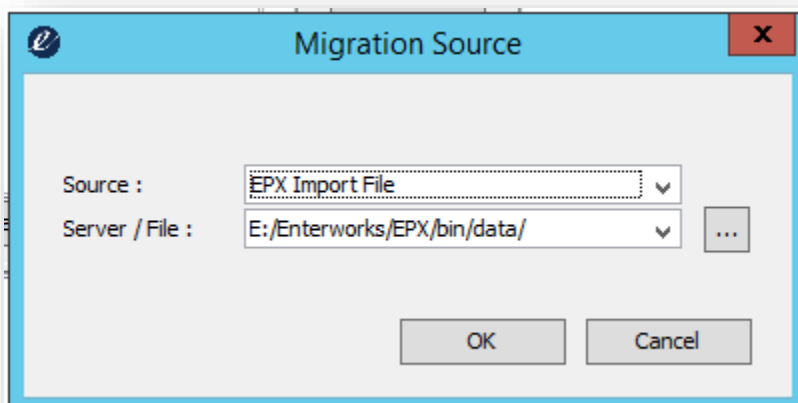 Migration Source
x
Source :
EPX Import File
Server / File :
E:/Enterworks/EPX/bin/data/
...
OK
Cancel